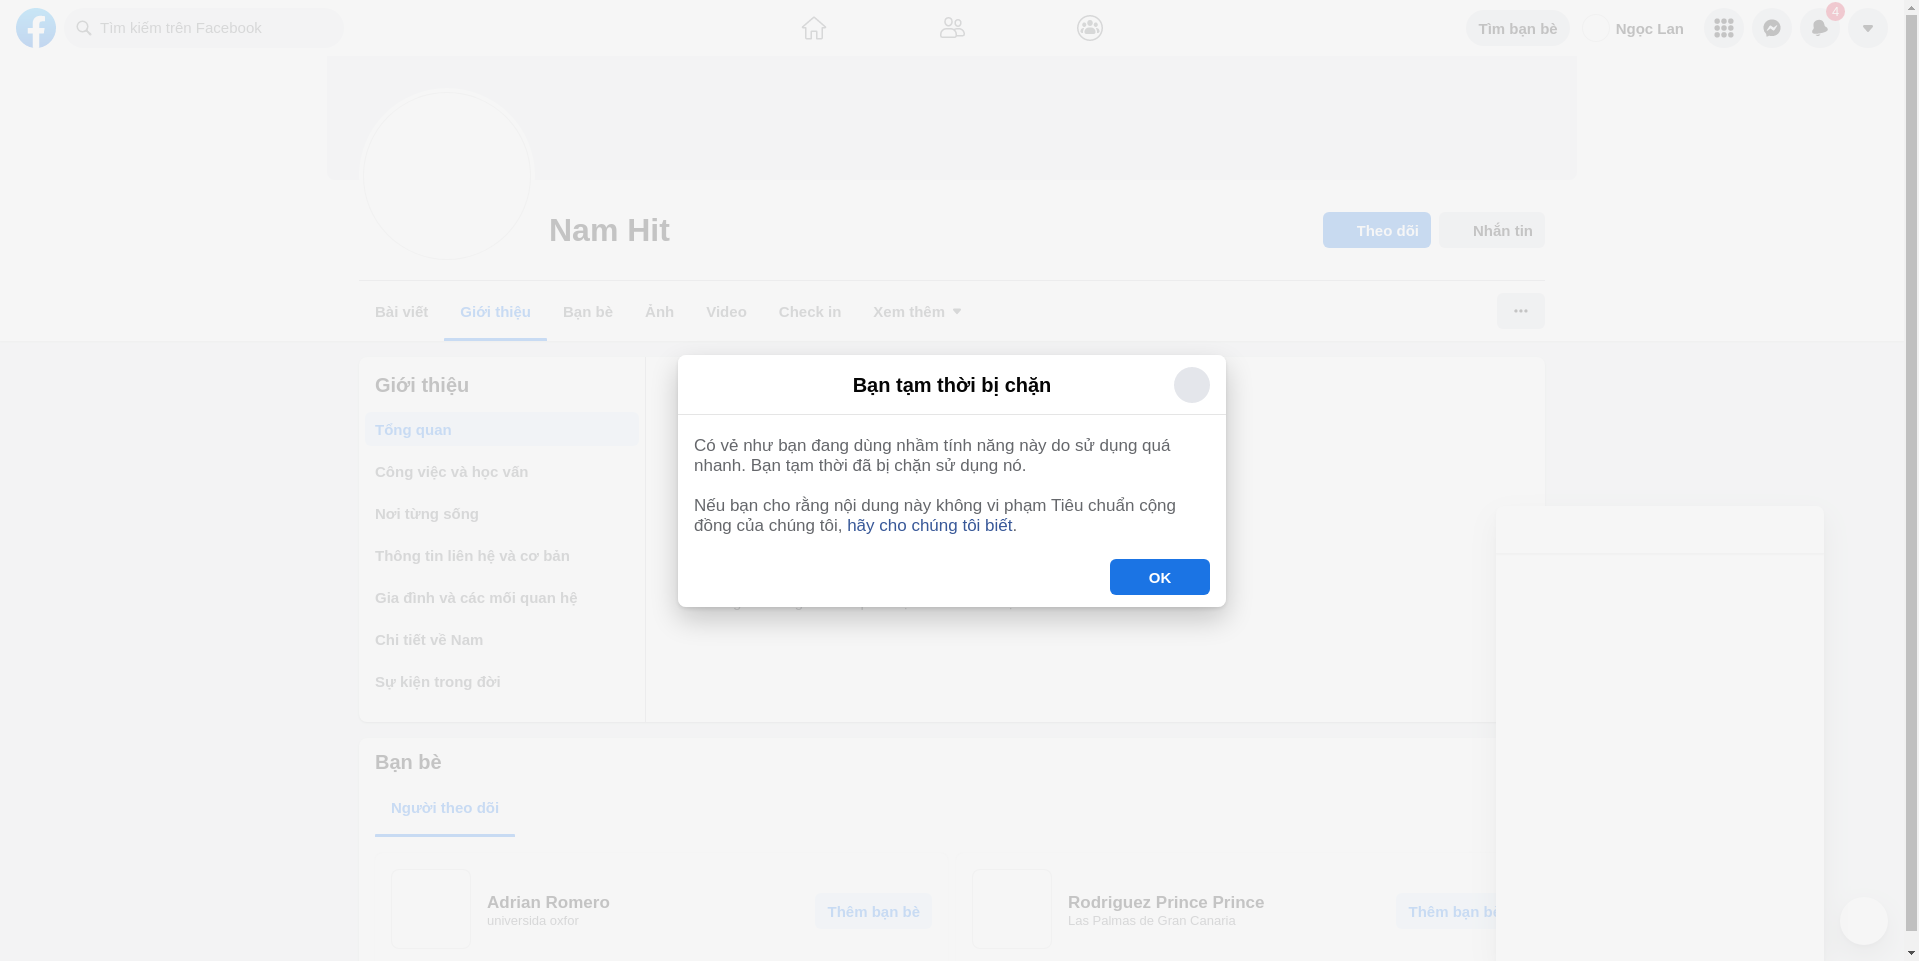 Tìm kiếm trên Facebook
Tìm bạn bè
Ngọc Lan
4
Nam Hit
Theo dõi
Nhắn tin
Bài viết
Giới thiệu
Bạn bè
Ảnh
Video
Check in
Xem thêm
Giới thiệu
Tổng quan
Công việc và học vấn
Nơi từng sống
Thông tin liên hệ và cơ bản
Gia đình và các mối quan hệ
Chi tiết về Nam
Sự kiện trong đời
Bạn tạm thời bị chặn
Có vẻ như bạn đang dùng nhầm tính năng này do sử dụng quá
nhanh. Bạn tạm thời đã bị chặn sử dụng nó.
Nếu bạn cho rằng nội dung này không vi phạm Tiêu chuẩn cộng
đồng của chúng tôi, hãy cho chúng tôi biết.
OK
Bạn bè
Người theo dõi
Adrian Romero
universida oxfor
Thêm bạn bè
Rodriguez Prince Prince
Las Palmas de Gran Canaria
Thêm bạn bè